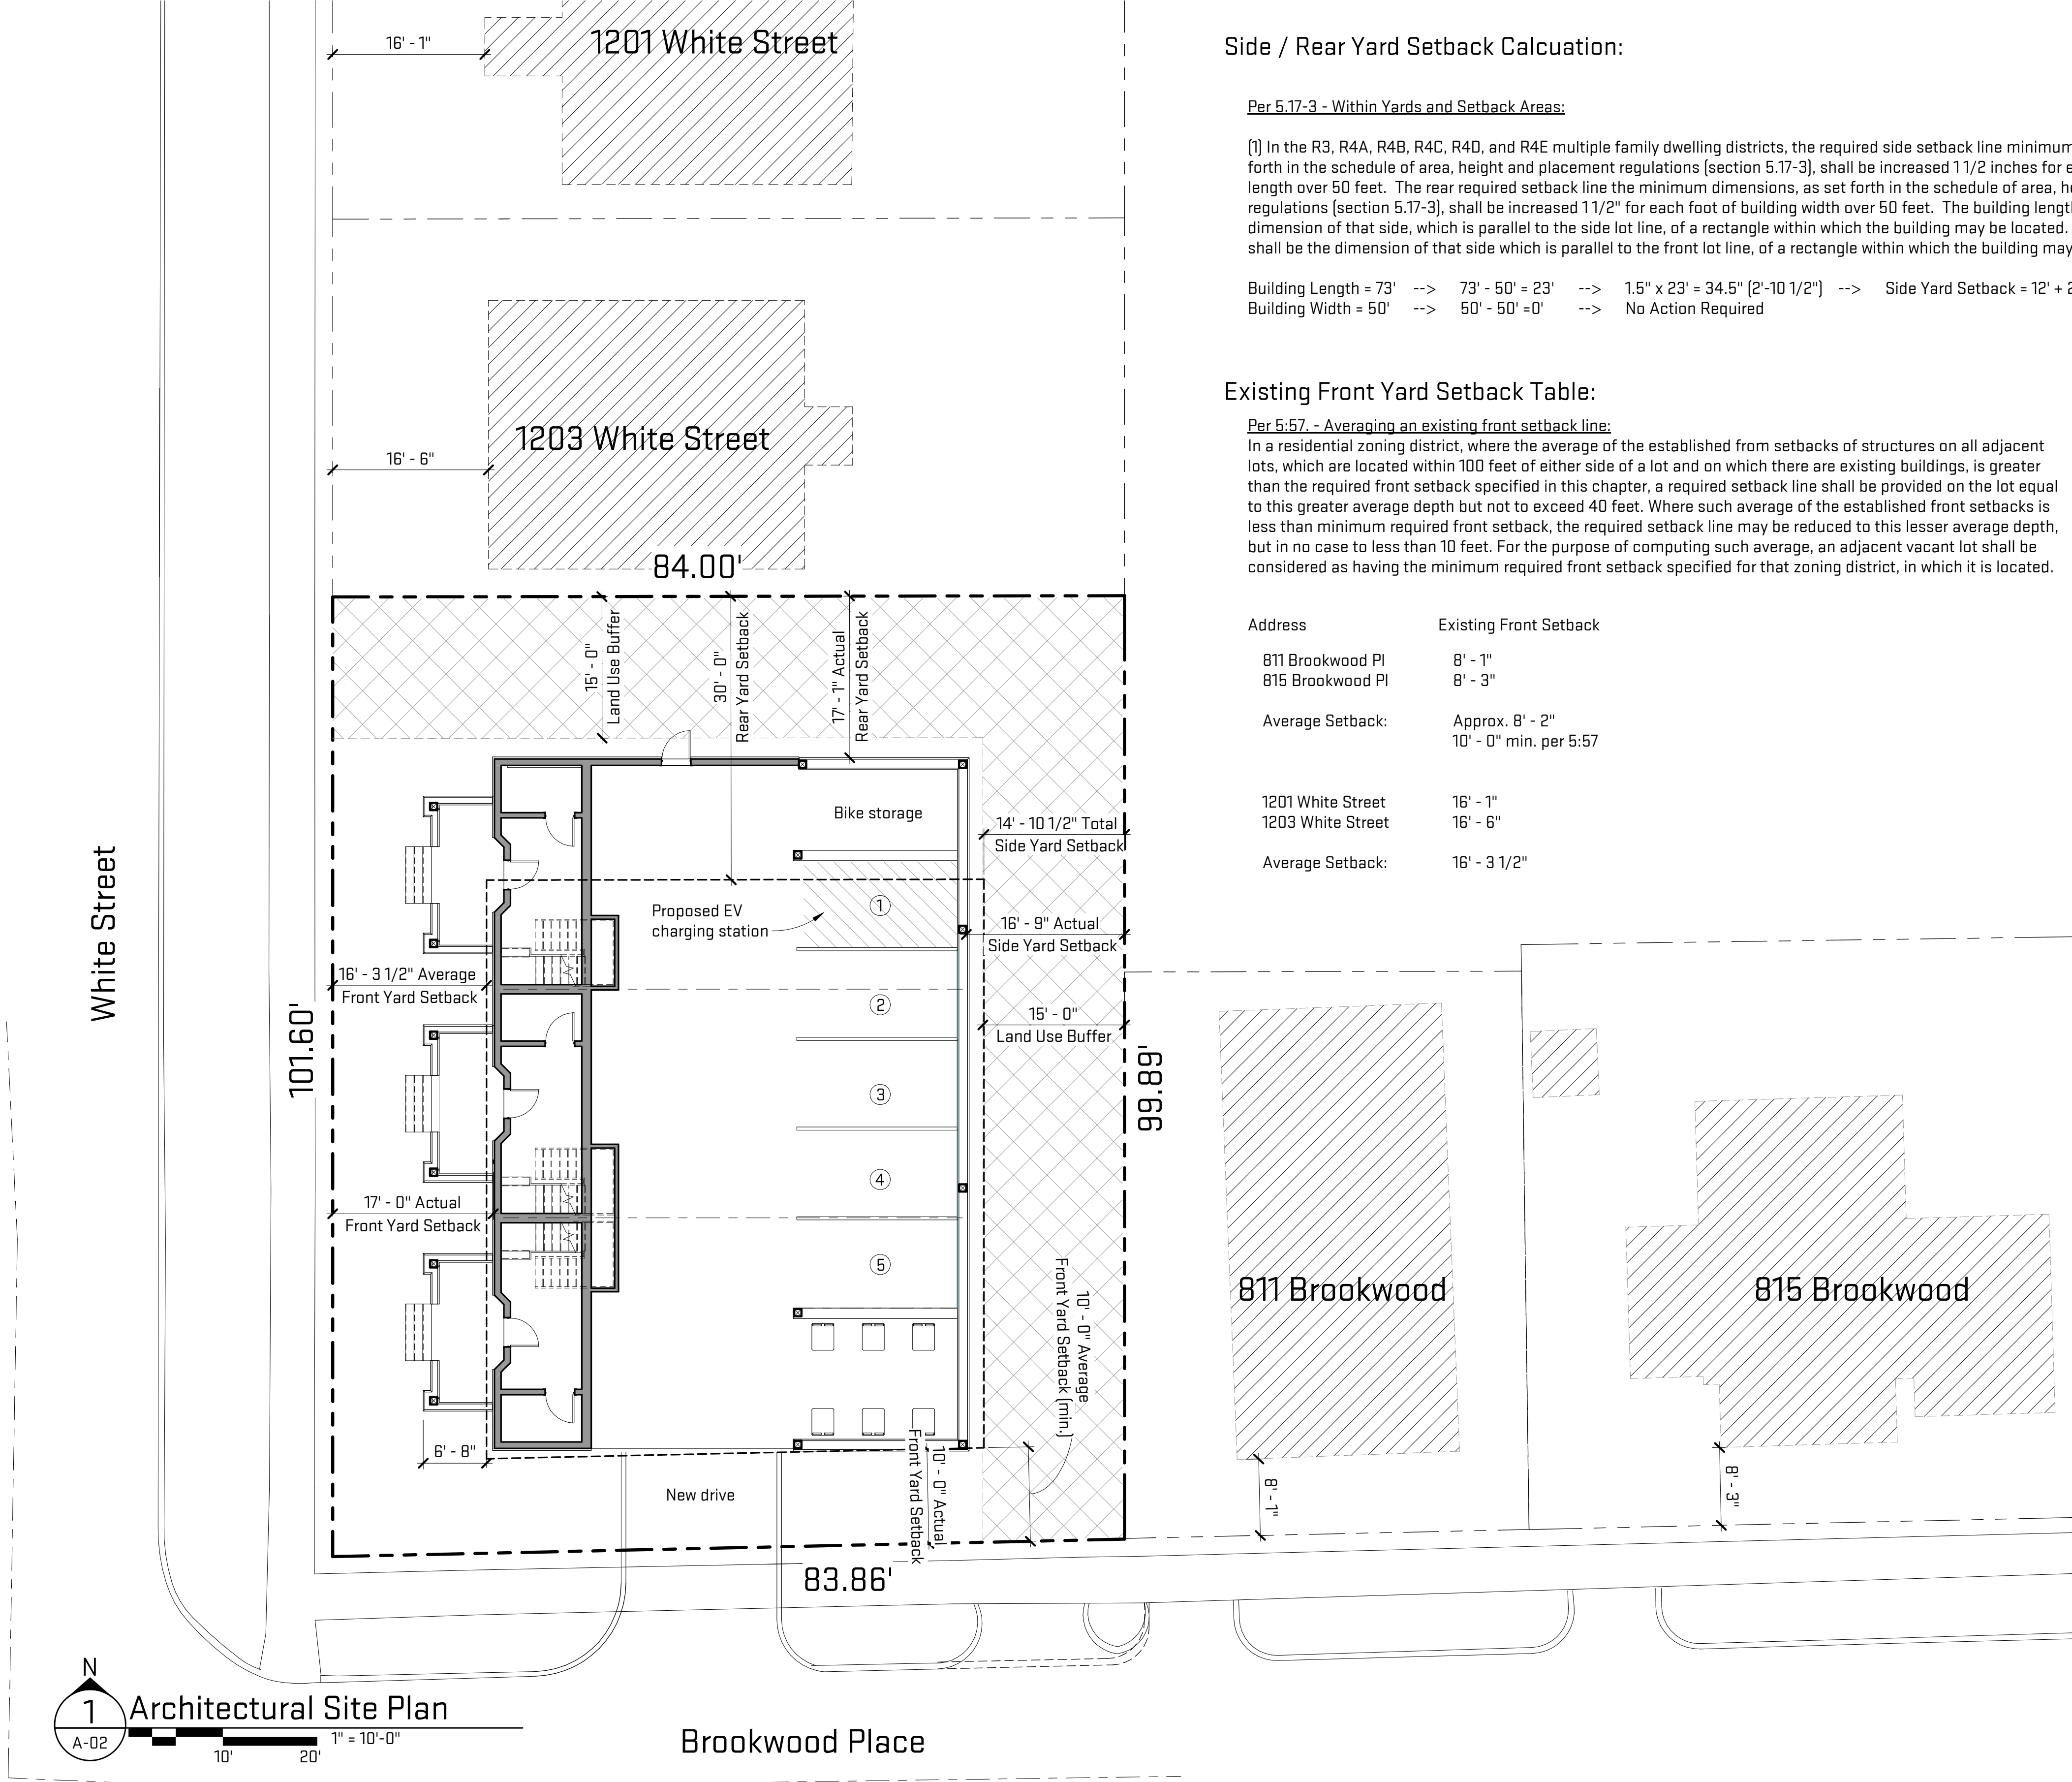 1201 White Street
16' - 1"
1203 White Street
16' - 6"
84.00'
15' - 0"
Land Use Buffer
30' - 0"
Rear Yard Setback
17' - 1" Actual
Rear Yard Setback
Bike storage
14' - 10 1/2" Total
Side Yard Setback
1
Proposed EV
charging station
16' - 9" Actual
Side Yard Setback
White Street
16' - 3 1/2" Average
Front Yard Setback
2
15' - 0"
Land Use Buffer
101.60'
98.89'
3
4
17' - 0" Actual
Front Yard Setback
5
10' - 0" Average
Front Yard Setback (min.)
6' - 8"
10' - 0" Actual
Front Yard Setback
New drive
83.86'
811 Brookwood
8' - 1"
815 Brookwood
8' - 3"
Side / Rear Yard Setback Calcuation:
Per 5.17-3 - Within Yards and Setback Areas:
(1) In the R3, R4A, R4B, R4C, R4D, and R4E multiple family dwelling districts, the required side setback line minimum
forth in the schedule of area, height and placement regulations (section 5.17-3), shall be increased 1 1/2 inches for
length over 50 feet. The rear required setback line the minimum dimensions, as set forth in the schedule of area,
regulations (section 5.17-3), shall be increased 1 1/2" for each foot of building width over 50 feet. The building
dimension of that side, which is parallel to the side lot line, of a rectangle within which the building may be located.
shall be the dimension of that side which is parallel to the front lot line, of a rectangle within which the building may
Building Length = 73' --> 73' - 50' = 23' --> 1.5" x 23' = 34.5" (2'-10 1/2") --> Side Yard Setback = 12' +
Building Width = 50' --> 50' - 50' =0' --> No Action Required
Existing Front Yard Setback Table:
Per 5:57. - Averaging an existing front setback line:
In a residential zoning district, where the average of the established from setbacks of structures on all adjacent
lots, which are located within 100 feet of either side of a lot and on which there are existing buildings, is greater
than the required front setback specified in this chapter, a required setback line shall be provided on the lot equal
to this greater average depth but not to exceed 40 feet. Where such average of the established front setbacks is
less than minimum required front setback, the required setback line may be reduced to this lesser average depth,
but in no case to less than 10 feet. For the purpose of computing such average, an adjacent vacant lot shall be
considered as having the minimum required front setback specified for that zoning district, in which it is located.
Address Existing Front Setback
811 Brookwood Pl 8' - 1"
815 Brookwood Pl 8' - 3"
Average Setback: Approx. 8' - 2"
10' - 0" min. per 5:57
1201 White Street 16' - 1"
1203 White Street 16' - 6"
Average Setback: 16' - 3 1/2"
N
1
A-02
Architectural Site Plan
1" = 10'-0"
10' 20'
Brookwood Place